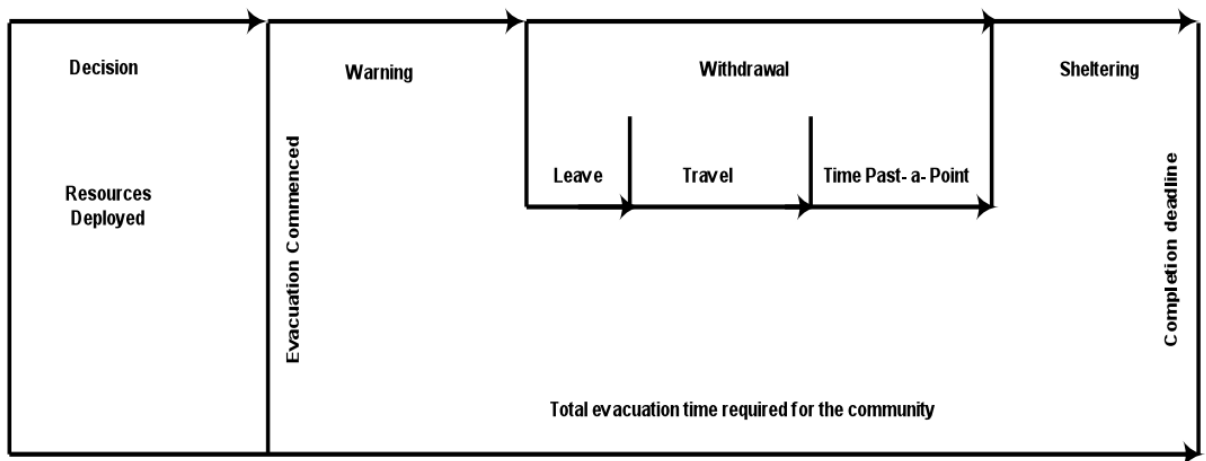 Decision
Warning
Withdrawal
Sheltering
Resources
Deployed
Evacuation Commenced
Leave
Travel
Time Past- a- Point
Completion deadline
Total evacuation time required for the community